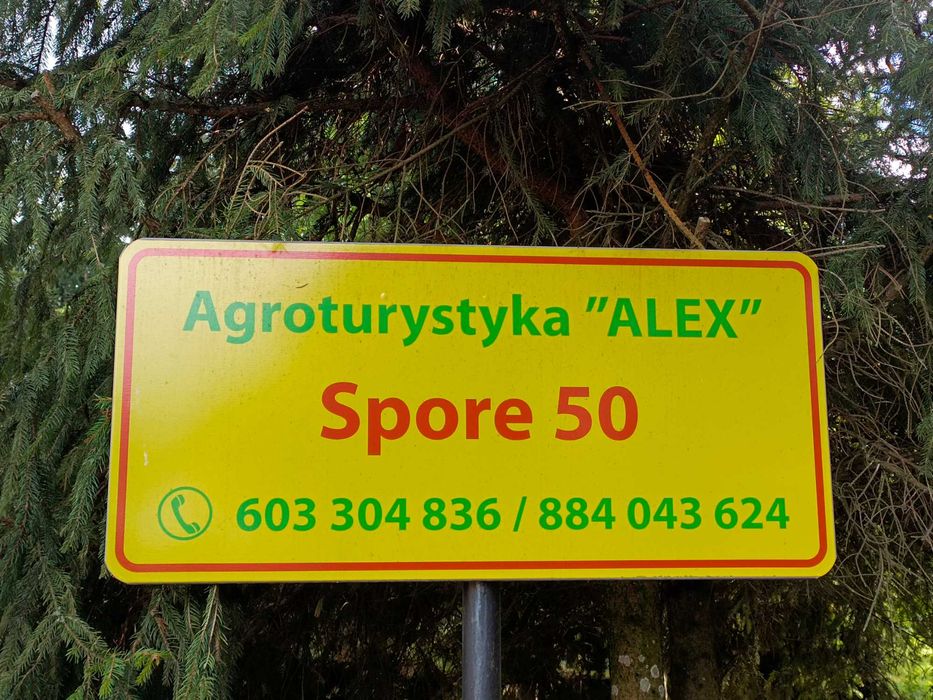 Agroturystyka ”ALEX”
Spore 50
603 304 836 / 884 043 624